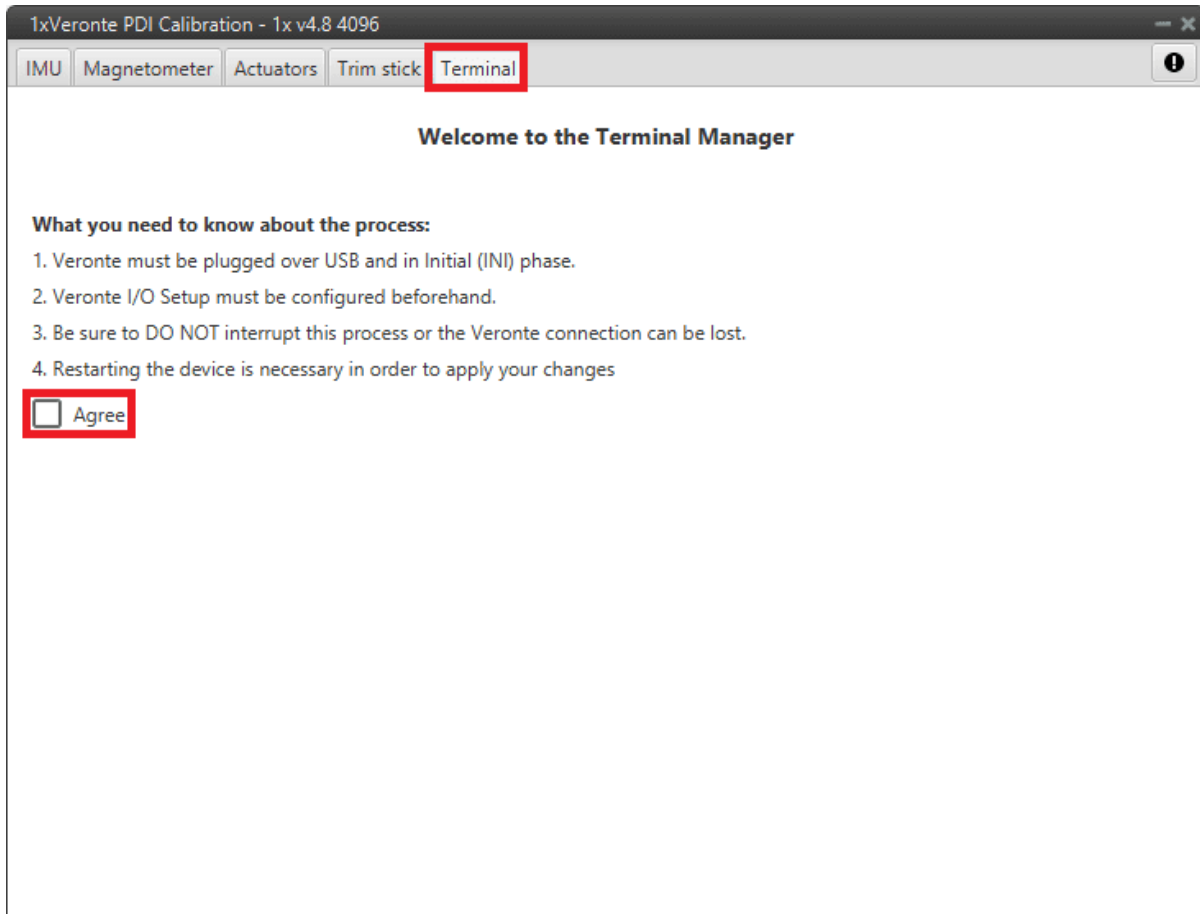 1xVeronte PDI Calibration - 1x v4.8 4096
IMU Magnetometer Actuators Trim stick Terminal
Welcome to the Terminal Manager
What you need to know about the process:
1. Veronte must be plugged over USB and in Initial (INI) phase.
2. Veronte I/O Setup must be configured beforehand.
3. Be sure to DO NOT interrupt this process or the Veronte connection can be lost.
4. Restarting the device is necessary in order to apply your changes
Agree